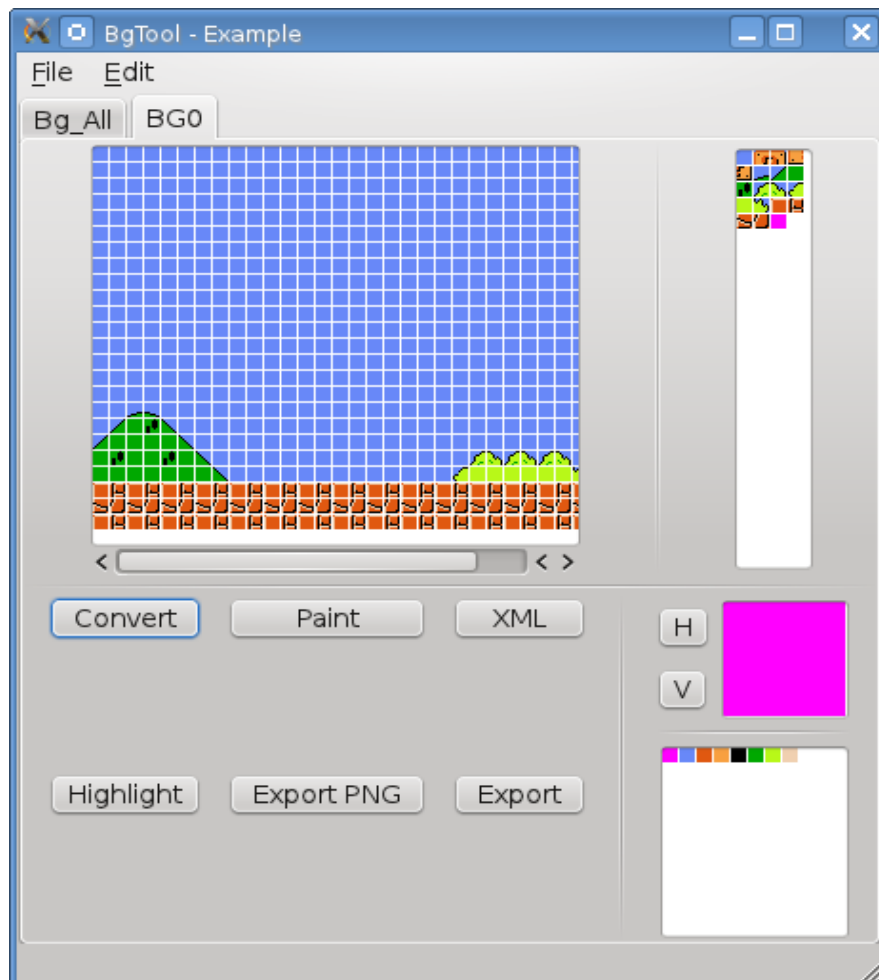 BgTool - Example
File Edit
Bg_All BG0
Convert Paint XML
H
V
Highlight Export PNG Export